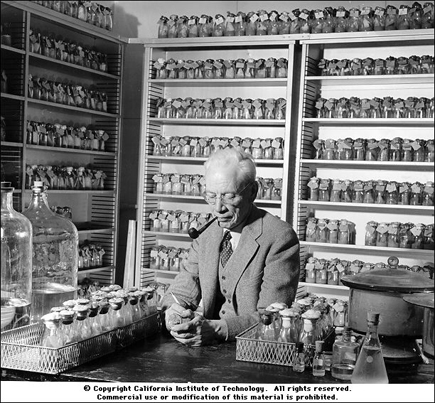 © Copyright California Institute of Technology. All rights reserved.
Commercial use or modification of this material is prohibited.